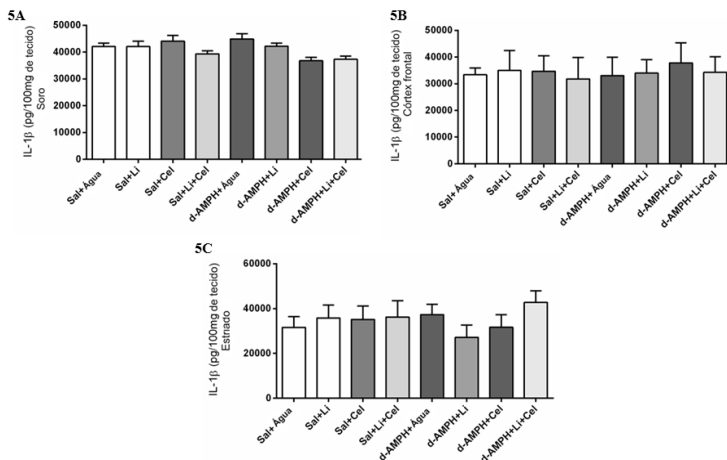 5A
IL-1β (pg/100mg de tecido)
Soro
50000
40000
30000
20000
10000
0
Sal+Água
Sal+Li
Sal+Cel
Sal+Li+Cel
d-AMPH+Água
d-AMPH+Li
d-AMPH+Cel
d-AMPH+Li+Cel
5B
IL-1β (pg/100mg de tecido)
Córtex frontal
50000
40000
30000
20000
10000
0
Sal+Água
Sal+Li
Sal+Cel
Sal+Li+Cel
d-AMPH+Água
d-AMPH+Li
d-AMPH+Cel
d-AMPH+Li+Cel
5C
IL-1β (pg/100mg de tecido)
Estriado
60000
40000
20000
0
Sal+Água
Sal+Li
Sal+Cel
Sal+Li+Cel
d-AMPH+Água
d-AMPH+Li
d-AMPH+Cel
d-AMPH+Li+Cel